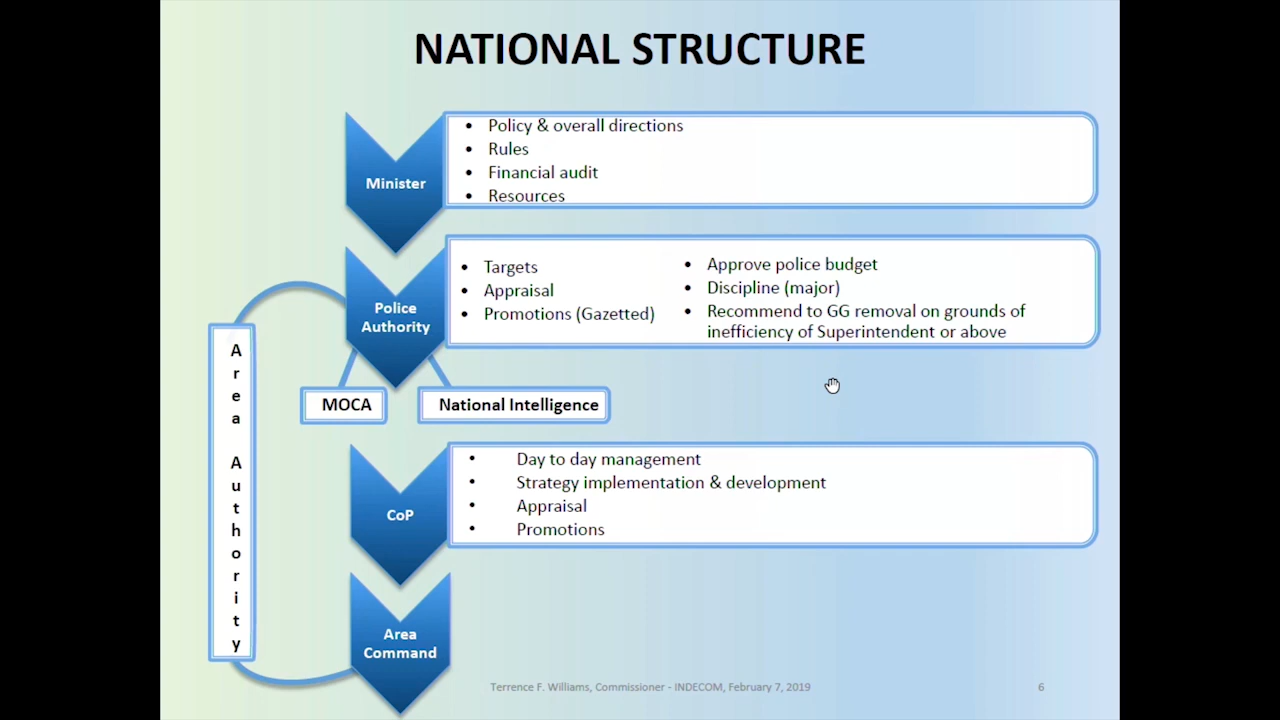 NATIONAL STRUCTURE
Minister
• Policy & overall directions
• Rules
• Financial audit
• Resources
Police
Authority
• Targets
• Appraisal
• Promotions (Gazetted)
• Approve police budget
• Discipline (major)
• Recommend to GG removal on grounds of
inefficiency of Superintendent or above
Area Authority
MOCA
National Intelligence
CoP
• Day to day management
• Strategy implementation & development
• Appraisal
• Promotions
Area
Command
Terrence F. Williams, Commissioner - INDECOM, February 7, 2019
6